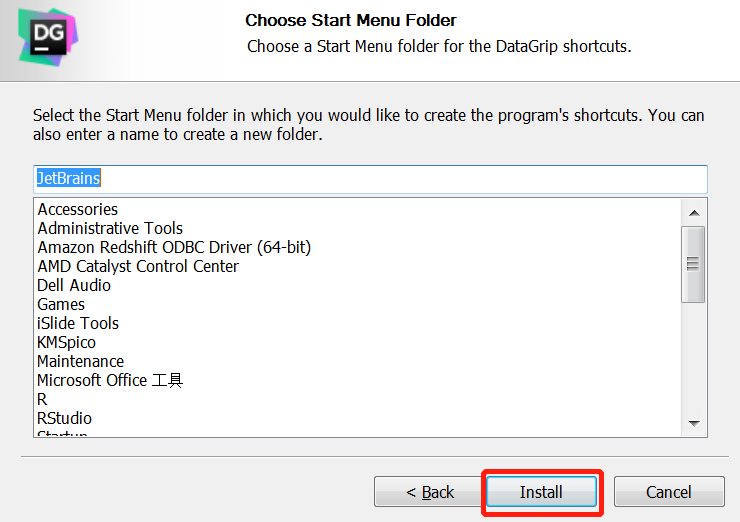 DG
Choose Start Menu Folder
Choose a Start Menu folder for the DataGrip shortcuts.
Select the Start Menu folder in which you would like to create the program's shortcuts. You can
also enter a name to create a new folder.
JetBrains
Accessories
Administrative Tools
Amazon Redshift ODBC Driver (64-bit)
AMD Catalyst Control Center
Dell Audio
Games
iSlide Tools
KMSpico
Maintenance
Microsoft Office 工具
R
RStudio
Startup
< Back
Install
Cancel